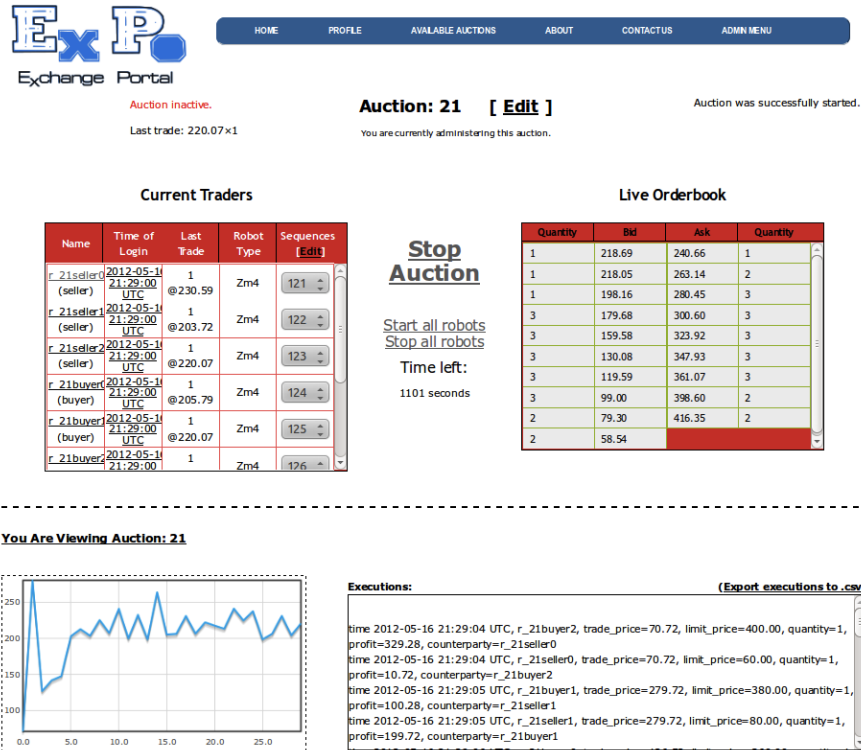 ExPo
Exchange Portal
HOME PROFILE AVAILABLE AUCTIONS ABOUT CONTACT US ADMIN MENU
Auction inactive.
Last trade: 220.07×1
Auction: 21 [ Edit ]
You are currently administering this auction.
Auction was successfully started.
Current Traders
Name Time of Login Last Trade Robot Type Sequences [Edit]
r_21seller0 (seller) 2012-05-16 21:29:00 UTC 1 @230.59 Zm4 121
r_21seller1 (seller) 2012-05-16 21:29:00 UTC 1 @203.72 Zm4 122
r_21seller2 (seller) 2012-05-16 21:29:00 UTC 1 @220.07 Zm4 123
r_21buyer0 (buyer) 2012-05-16 21:29:00 UTC 1 @205.79 Zm4 124
r_21buyer1 (buyer) 2012-05-16 21:29:00 UTC 1 @220.07 Zm4 125
r_21buyer2 2012-05-16 21:29:00 1 Zm4 126
Stop
Auction
Start all robots
Stop all robots
Time left:
1101 seconds
Live Orderbook
Quantity Bid Ask Quantity
1 218.69 240.66 1
1 218.05 263.14 2
1 198.16 280.45 3
3 179.68 300.60 3
3 159.58 323.92 3
3 130.08 347.93 3
3 119.59 361.07 3
3 99.00 398.60 2
2 79.30 416.35 2
2 58.54
You Are Viewing Auction: 21
250
200
150
100
0.0 5.0 10.0 15.0 20.0 25.0
Executions:
(Export executions to .csv
time 2012-05-16 21:29:04 UTC, r_21buyer2, trade_price=70.72, limit_price=400.00, quantity=1,
profit=329.28, counterparty=r_21seller0
time 2012-05-16 21:29:04 UTC, r_21seller0, trade_price=70.72, limit_price=60.00, quantity=1,
profit=10.72, counterparty=r_21buyer2
time 2012-05-16 21:29:05 UTC, r_21buyer1, trade_price=279.72, limit_price=380.00, quantity=1,
profit=100.28, counterparty=r_21seller1
time 2012-05-16 21:29:05 UTC, r_21seller1, trade_price=279.72, limit_price=80.00, quantity=1,
profit=199.72, counterparty=r_21buyer1